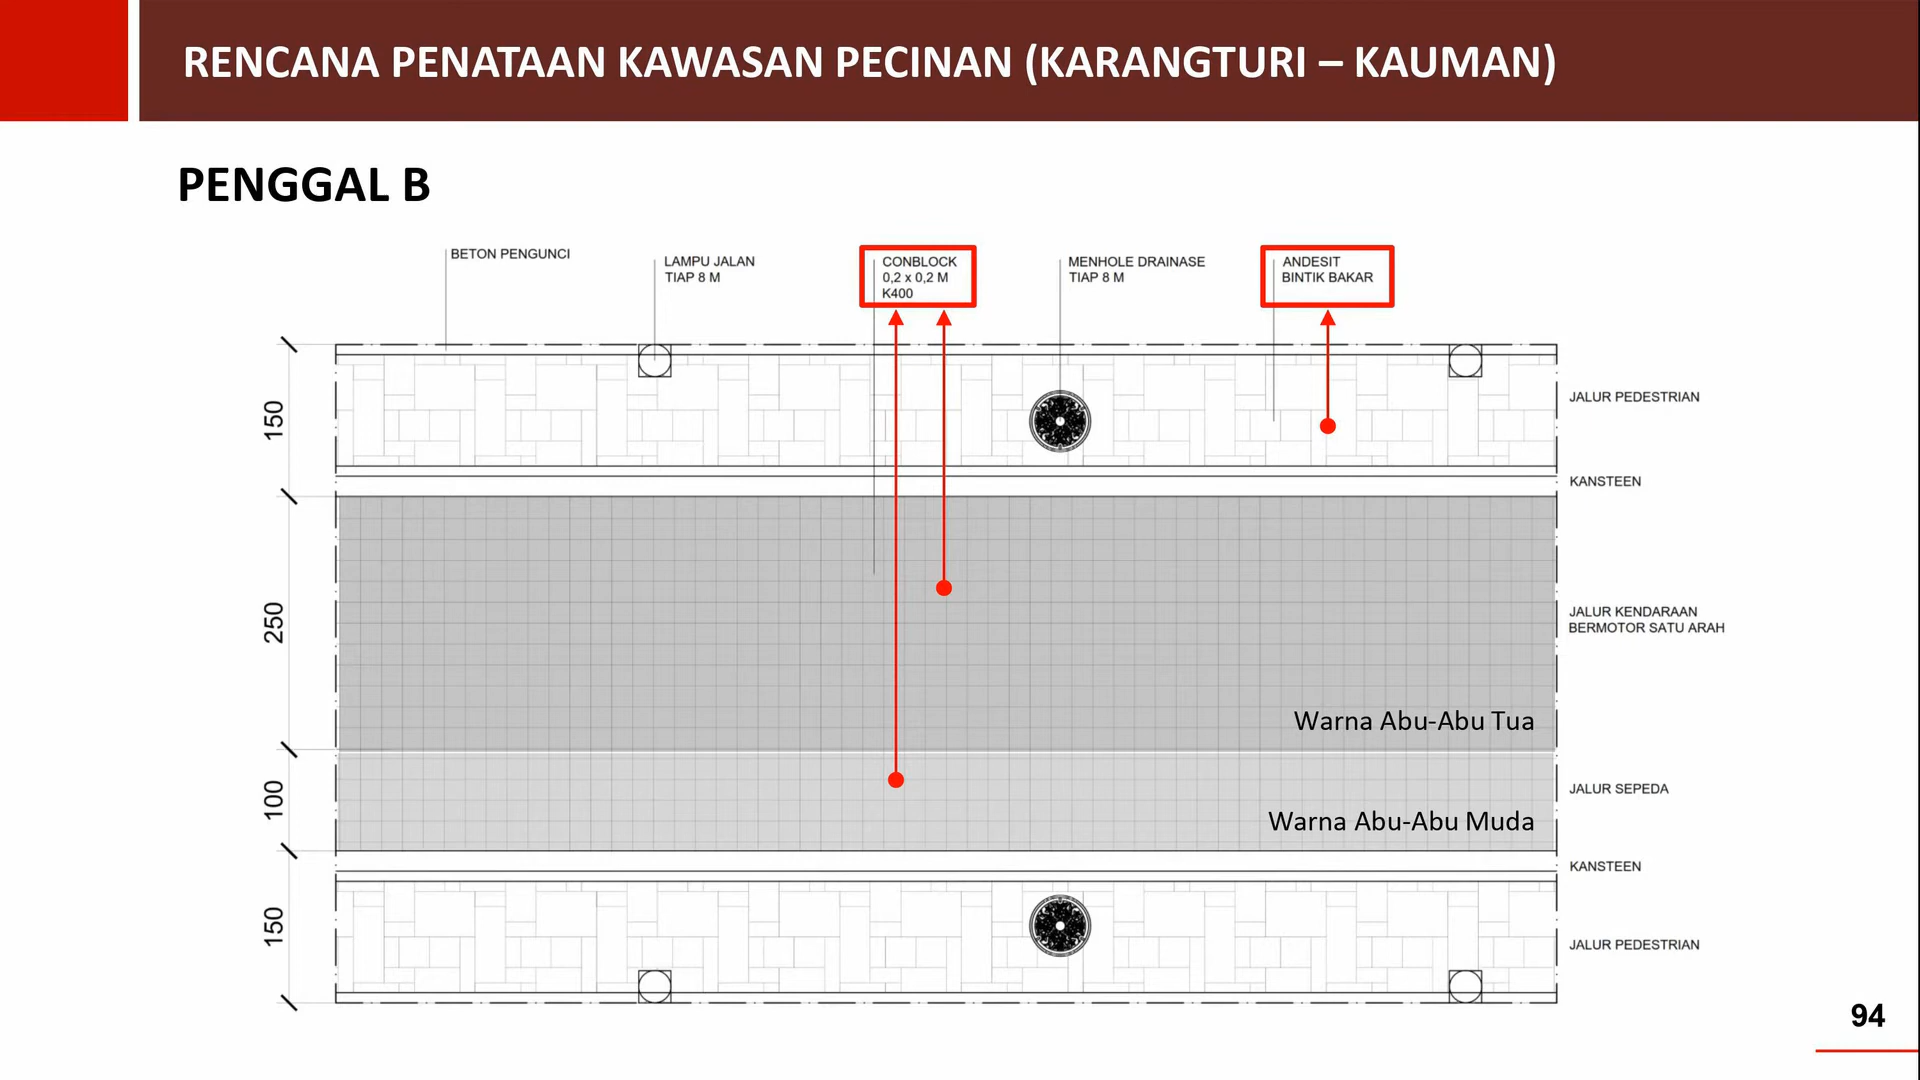 RENCANA PENATAAN KAWASAN PECINAN (KARANGTURI – KAUMAN)
PENGGAL B
BETON PENGUNCI
LAMPU JALAN
TIAP 8 M
CONBLOCK
0,2 x 0,2 M
K400
MENHOLE DRAINASE
TIAP 8 M
ANDESIT
BINTIK BAKAR
150
JALUR PEDESTRIAN
KANSTEEN
250
JALUR KENDARAAN
BERMOTOR SATU ARAH
Warna Abu-Abu Tua
100
JALUR SEPEDA
Warna Abu-Abu Muda
KANSTEEN
150
JALUR PEDESTRIAN
94